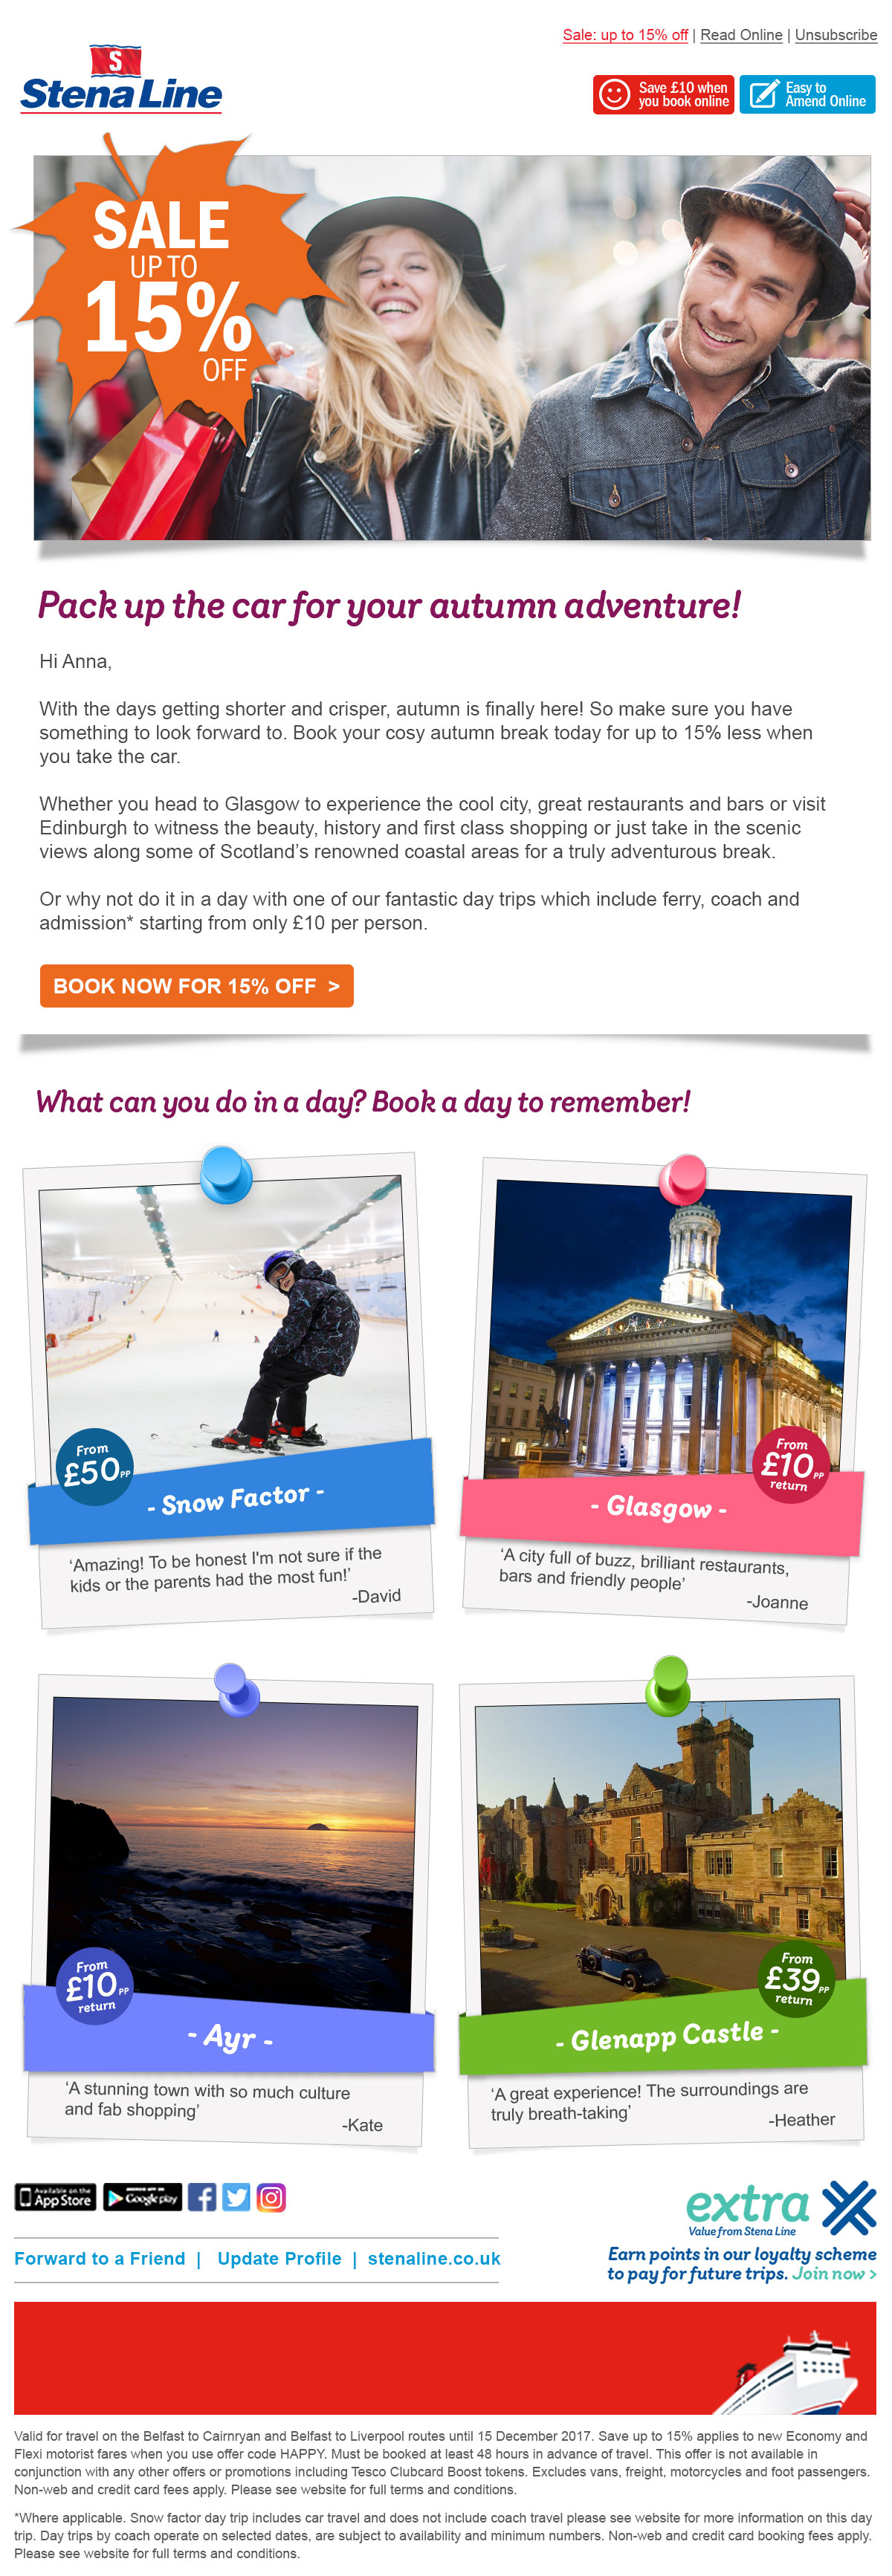 Sale: up to 15% off | Read Online | Unsubscribe
S
Stena Line
Save £10 when
you book online
Easy to
Amend Online
SALE
UP TO
15%
OFF
Pack up the car for your autumn adventure!
Hi Anna,
With the days getting shorter and crisper, autumn is finally here! So make sure you have
something to look forward to. Book your cosy autumn break today for up to 15% less when
you take the car.
Whether you head to Glasgow to experience the cool city, great restaurants and bars or visit
Edinburgh to witness the beauty, history and first class shopping or just take in the scenic
views along some of Scotland’s renowned coastal areas for a truly adventurous break.
Or why not do it in a day with one of our fantastic day trips which include ferry, coach and
admission* starting from only £10 per person.
BOOK NOW FOR 15% OFF >
What can you do in a day? Book a day to remember!
From
£50PP
- Snow Factor -
‘Amazing! To be honest I'm not sure if the
kids or the parents had the most fun!’
-David
From
£10PP
return
- Glasgow -
‘A city full of buzz, brilliant restaurants,
bars and friendly people’
-Joanne
From
£10PP
return
- Ayr -
‘A stunning town with so much culture
and fab shopping’
-Kate
From
£39PP
return
- Glenapp Castle -
‘A great experience! The surroundings are
truly breath-taking’
-Heather
Available on the
App Store
Google play
extra
Value from Stena Line
Forward to a Friend | Update Profile | stenaline.co.uk
Earn points in our loyalty scheme
to pay for future trips. Join now >
Valid for travel on the Belfast to Cairnryan and Belfast to Liverpool routes until 15 December 2017. Save up to 15% applies to new Economy and
Flexi motorist fares when you use offer code HAPPY. Must be booked at least 48 hours in advance of travel. This offer is not available in
conjunction with any other offers or promotions including Tesco Clubcard Boost tokens. Excludes vans, freight, motorcycles and foot passengers.
Non-web and credit card fees apply. Please see website for full terms and conditions.
*Where applicable. Snow factor day trip includes car travel and does not include coach travel please see website for more information on this day
trip. Day trips by coach operate on selected dates, are subject to availability and minimum numbers. Non-web and credit card booking fees apply.
Please see website for full terms and conditions.